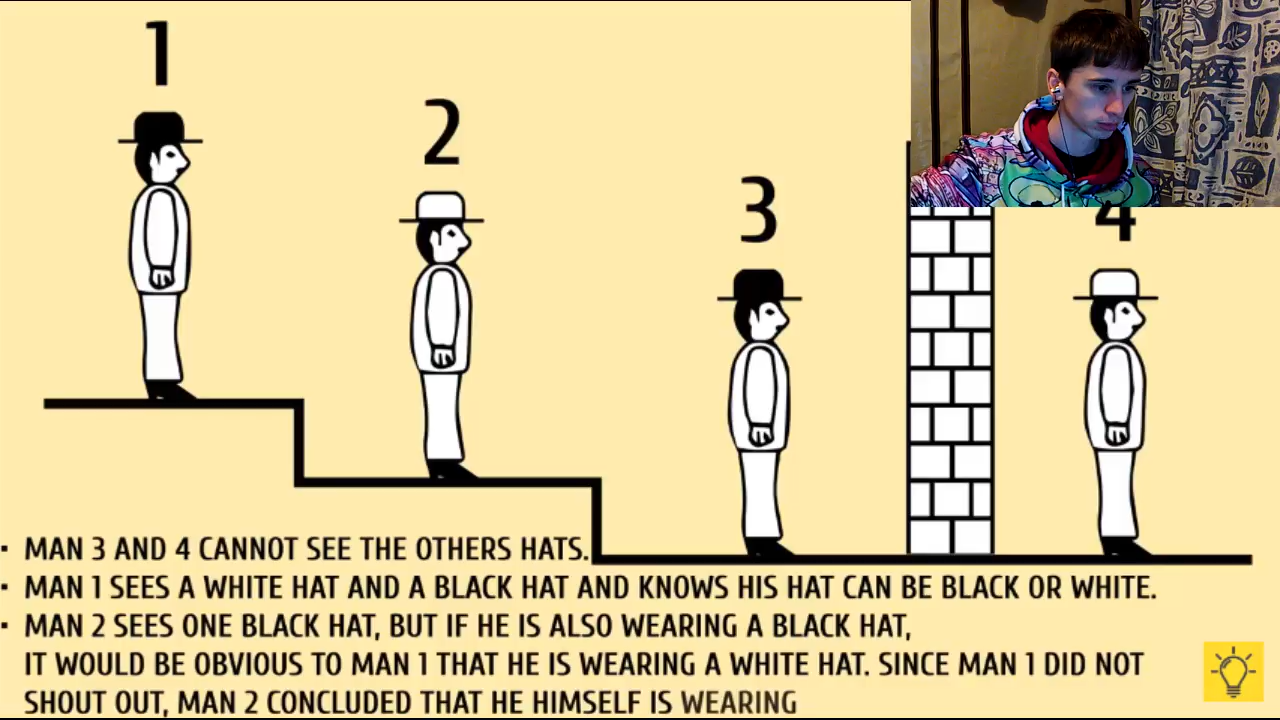 1
2
3
4
· MAN 3 AND 4 CANNOT SEE THE OTHERS HATS.
· MAN 1 SEES A WHITE HAT AND A BLACK HAT AND KNOWS HIS HAT CAN BE BLACK OR WHITE.
· MAN 2 SEES ONE BLACK HAT, BUT IF HE IS ALSO WEARING A BLACK HAT,
IT WOULD BE OBVIOUS TO MAN 1 THAT HE IS WEARING A WHITE HAT. SINCE MAN 1 DID NOT
SHOUT OUT, MAN 2 CONCLUDED THAT HE HIMSELF IS WEARING